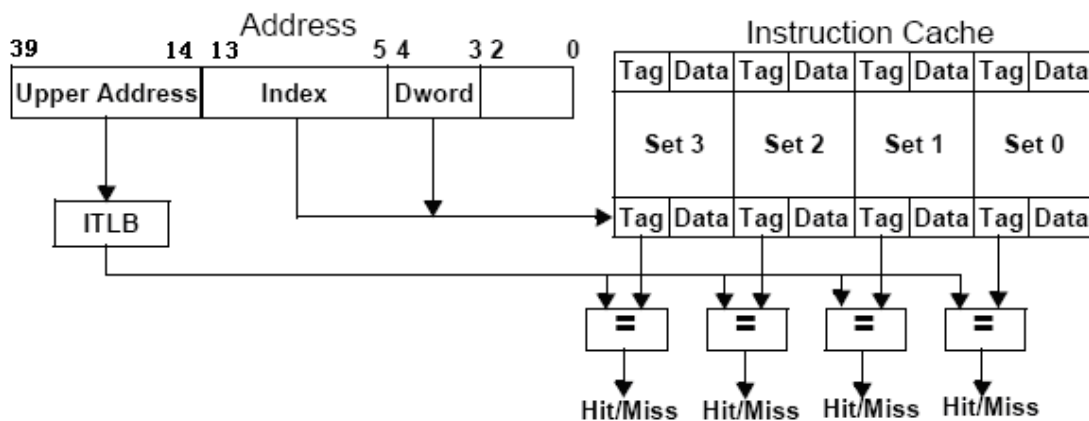 Address
39 14 13 5 4 3 2 0
Upper Address Index Dword
Instruction Cache
Tag Data Tag Data Tag Data Tag Data
Set 3 Set 2 Set 1 Set 0
Tag Data Tag Data Tag Data Tag Data
ITLB
= = = =
Hit/Miss Hit/Miss Hit/Miss Hit/Miss